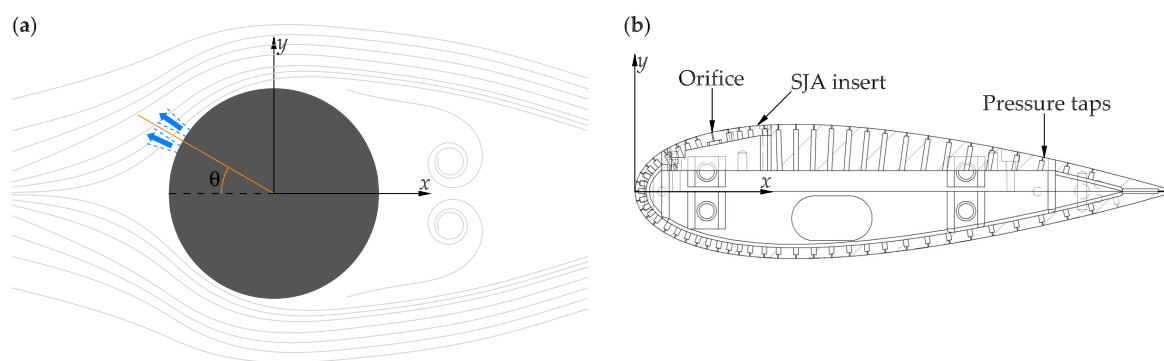 (a)
y
θ
x
(b)
y
Orifice
SJA insert
Pressure taps
x